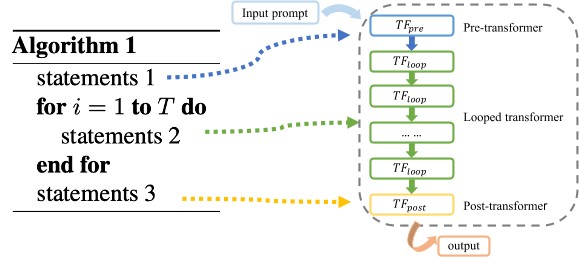 Algorithm 1
statements 1
for i = 1 to T do
statements 2
end for
statements 3
Input prompt
TF_pre
Pre-transformer
TF_loop
TF_loop
Looped transformer
... ...
TF_loop
TF_post
Post-transformer
output